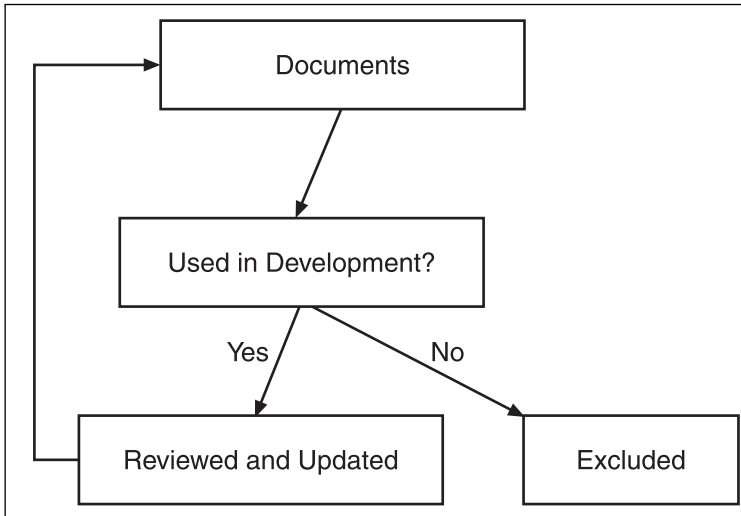 Documents
Used in Development?
Yes
No
Reviewed and Updated
Excluded